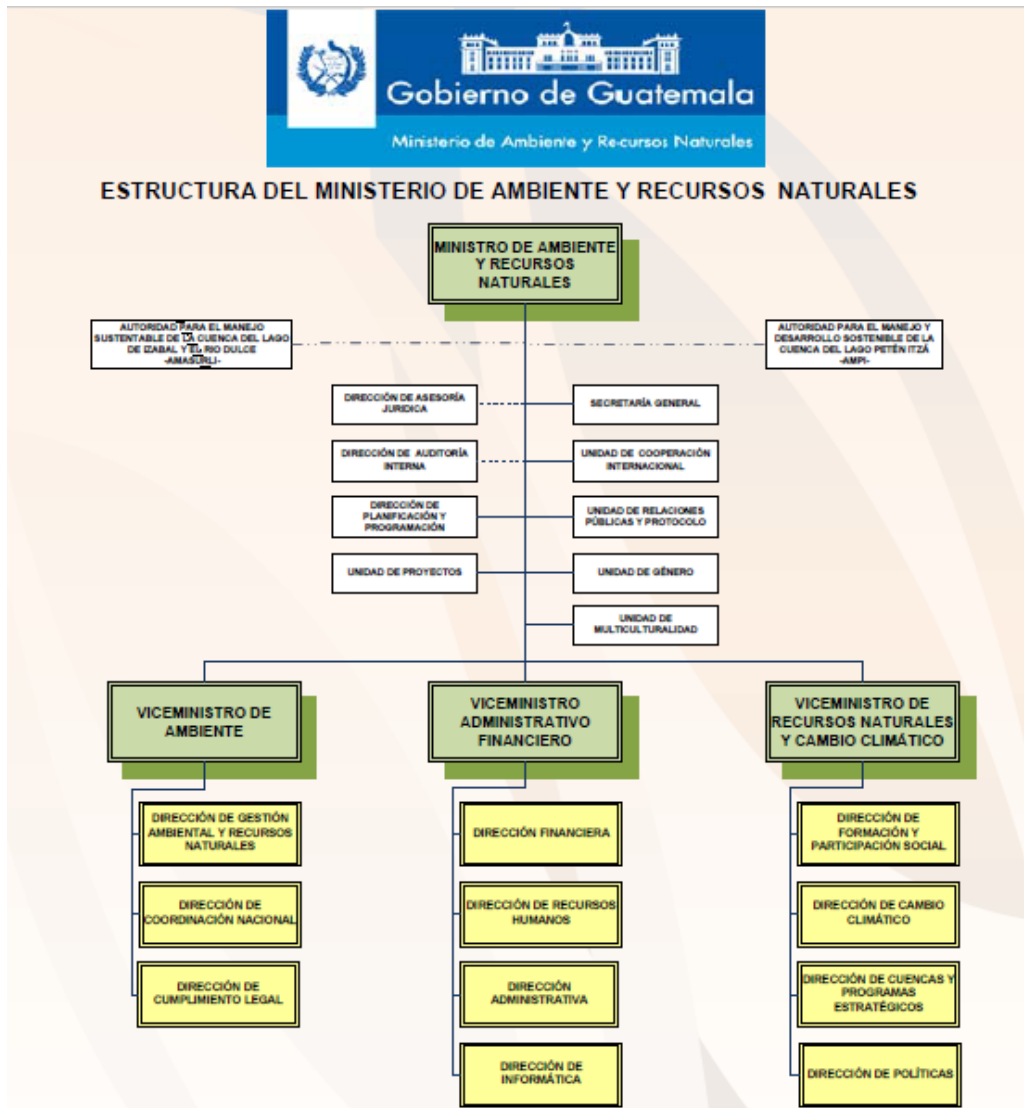 Gobierno de Guatemala
Ministerio de Ambiente y Recursos Naturales
ESTRUCTURA DEL MINISTERIO DE AMBIENTE Y RECURSOS NATURALES
MINISTRO DE AMBIENTE
Y RECURSOS
NATURALES
AUTORIDAD PARA EL MANEJO
SUSTENTABLE DE LA CUENCA DEL LAGO
DE IZABAL Y EL RIO DULCE
-AMASURLI-
AUTORIDAD PARA EL MANEJO Y
DESARROLLO SOSTENIBLE DE LA
CUENCA DEL LAGO PETÉN ITZÁ
-AMPI-
DIRECCIÓN DE ASESORÍA
JURIDICA
SECRETARÍA GENERAL
DIRECCIÓN DE AUDITORÍA
INTERNA
UNIDAD DE COOPERACIÓN
INTERNACIONAL
DIRECCIÓN DE
PLANIFICACIÓN Y
PROGRAMACIÓN
UNIDAD DE RELACIONES
PÚBLICAS Y PROTOCOLO
UNIDAD DE PROYECTOS
UNIDAD DE GÉNERO
UNIDAD DE
MULTICULTURALIDAD
VICEMINISTRO DE
AMBIENTE
VICEMINISTRO
ADMINISTRATIVO
FINANCIERO
VICEMINISTRO DE
RECURSOS NATURALES
Y CAMBIO CLIMÁTICO
DIRECCIÓN DE GESTIÓN
AMBIENTAL Y RECURSOS
NATURALES
DIRECCIÓN DE
COORDINACIÓN NACIONAL
DIRECCIÓN DE
CUMPLIMIENTO LEGAL
DIRECCIÓN FINANCIERA
DIRECCIÓN DE RECURSOS
HUMANOS
DIRECCIÓN
ADMINISTRATIVA
DIRECCIÓN DE
INFORMÁTICA
DIRECCIÓN DE
FORMACIÓN Y
PARTICIPACIÓN SOCIAL
DIRECCIÓN DE CAMBIO
CLIMÁTICO
DIRECCIÓN DE CUENCAS Y
PROGRAMAS
ESTRATÉGICOS
DIRECCIÓN DE POLÍTICAS